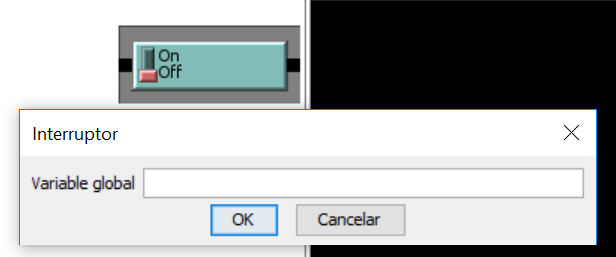 On
Off
Interruptor
Variable global
OK Cancelar